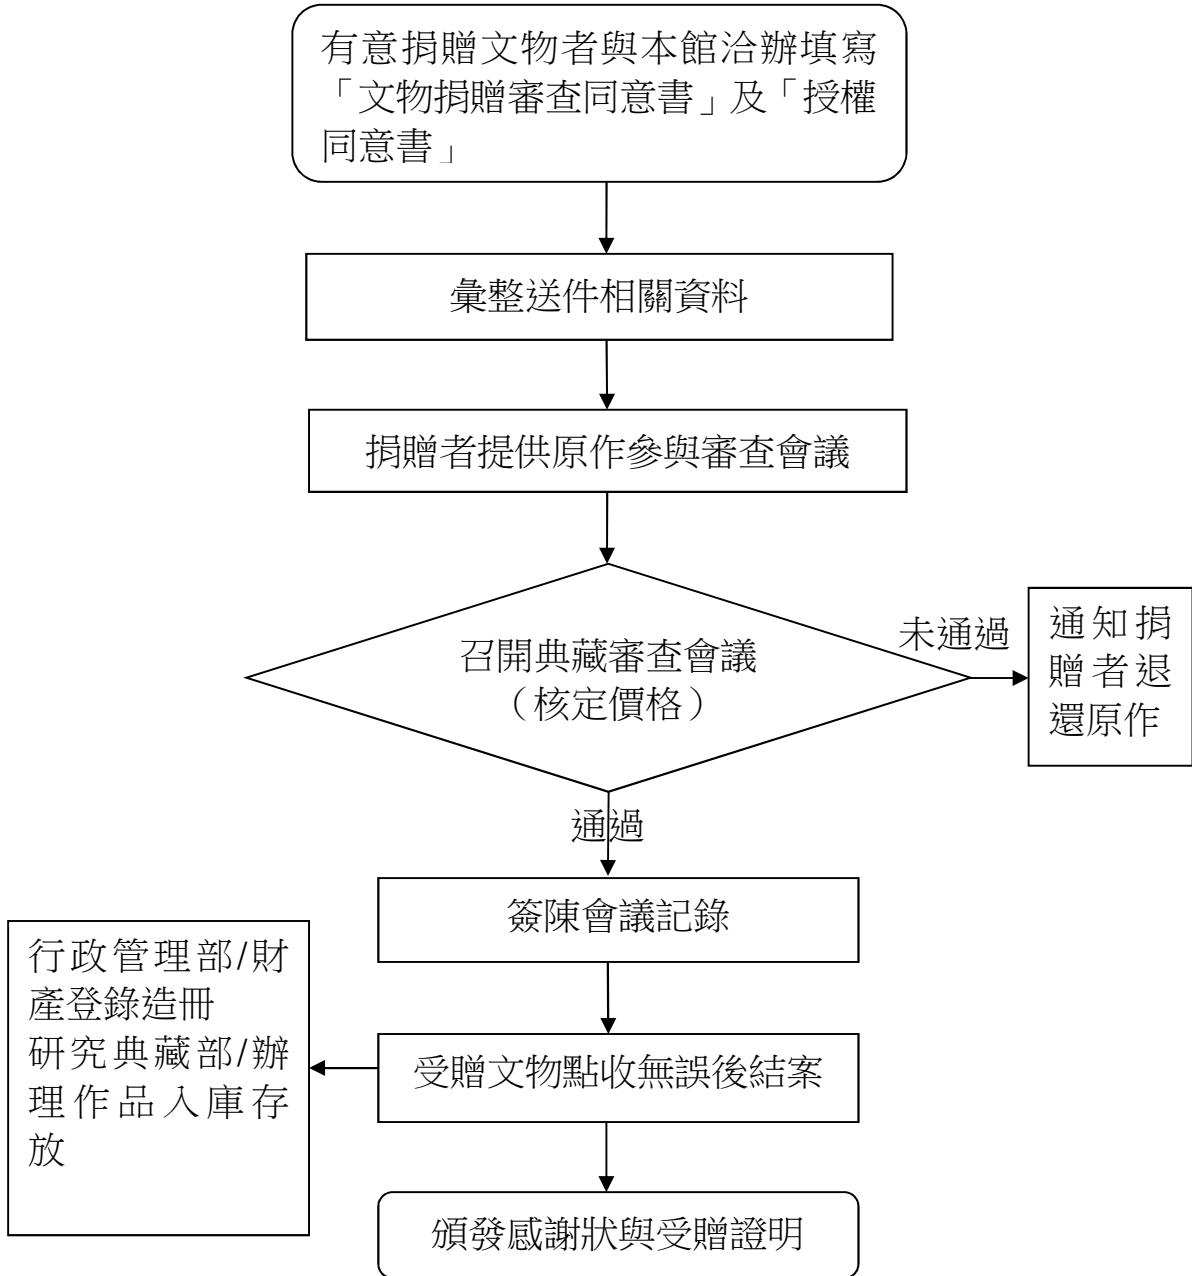 有意捐贈文物者與本館洽辦填寫
「文物捐贈審查同意書」及「授權
同意書」
彙整送件相關資料
捐贈者提供原作參與審查會議
召開典藏審查會議
（核定價格）
未通過
通知捐
贈者退
還原作
通過
簽陳會議記錄
行政管理部/財
產登錄造冊
研究典藏部/辦
理作品入庫存
放
受贈文物點收無誤後結案
頒發感謝狀與受贈證明